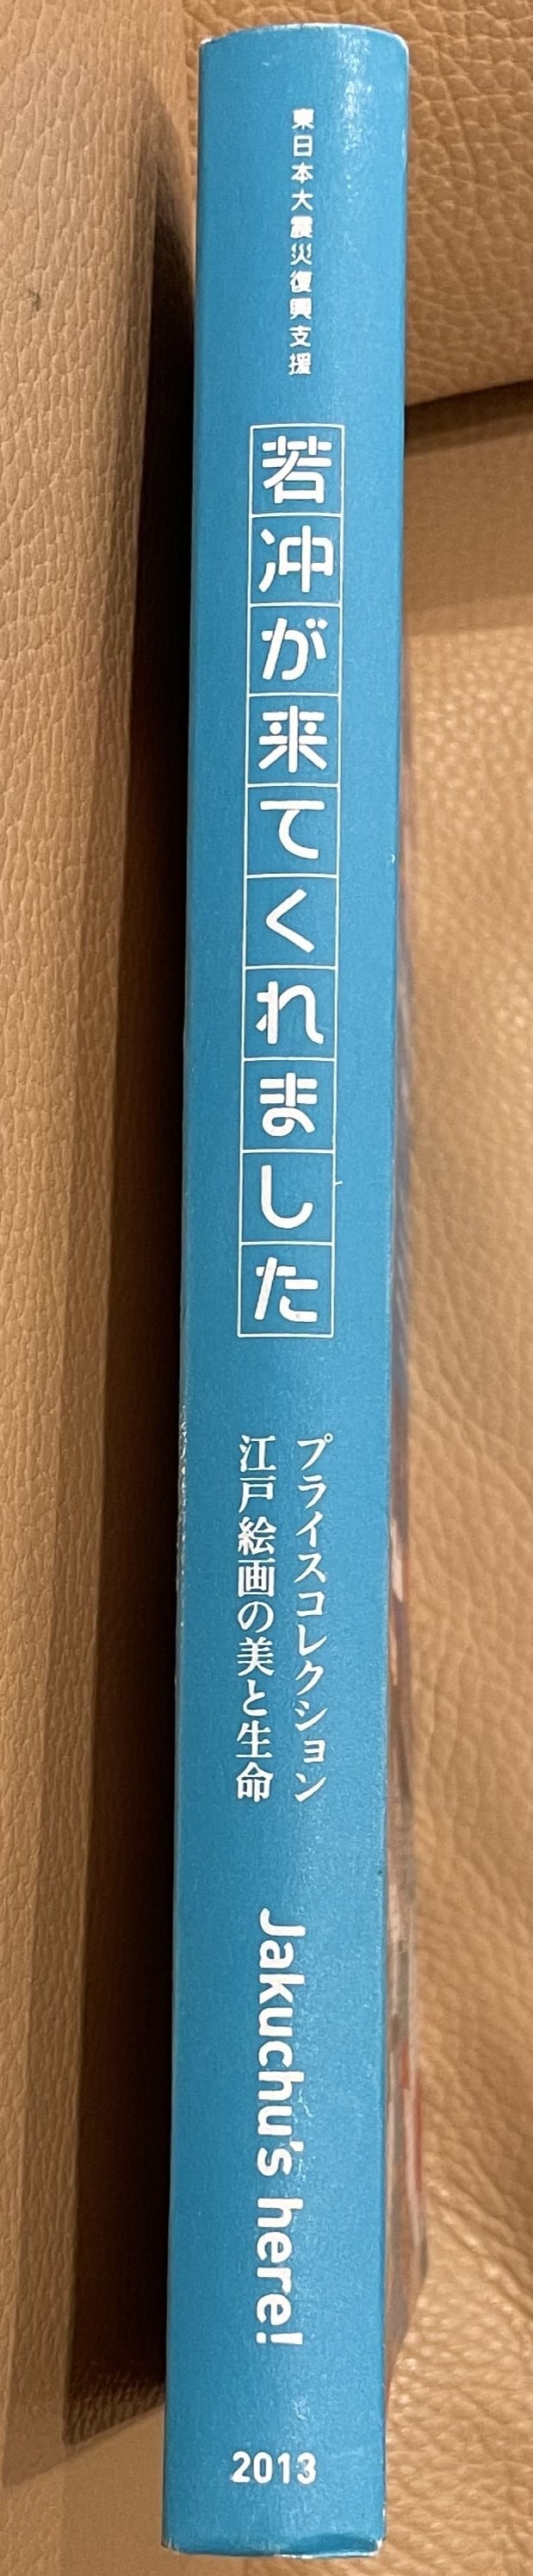 東日本大震災復興支援
若冲が来てくれました
プライスコレクション
江戸絵画の美と生命
Jakuchu's here!
2013